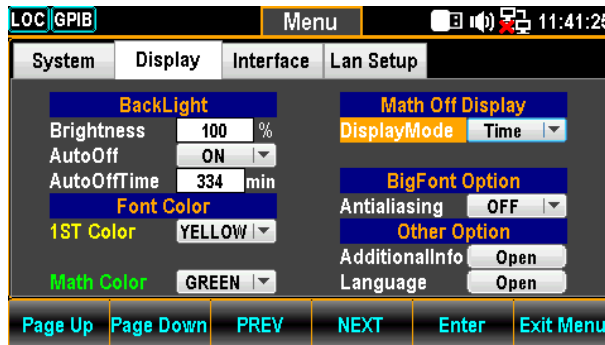 LOC GPIB Menu 11:41:25
System Display Interface Lan Setup
BackLight
Brightness 100 %
AutoOff ON
AutoOffTime 334 min
Font Color
1ST Color YELLOW
Math Color GREEN
Math Off Display
DisplayMode Time
BigFont Option
Antialiasing OFF
Other Option
AdditionalInfo Open
Language Open
Page Up Page Down PREV NEXT Enter Exit Menu